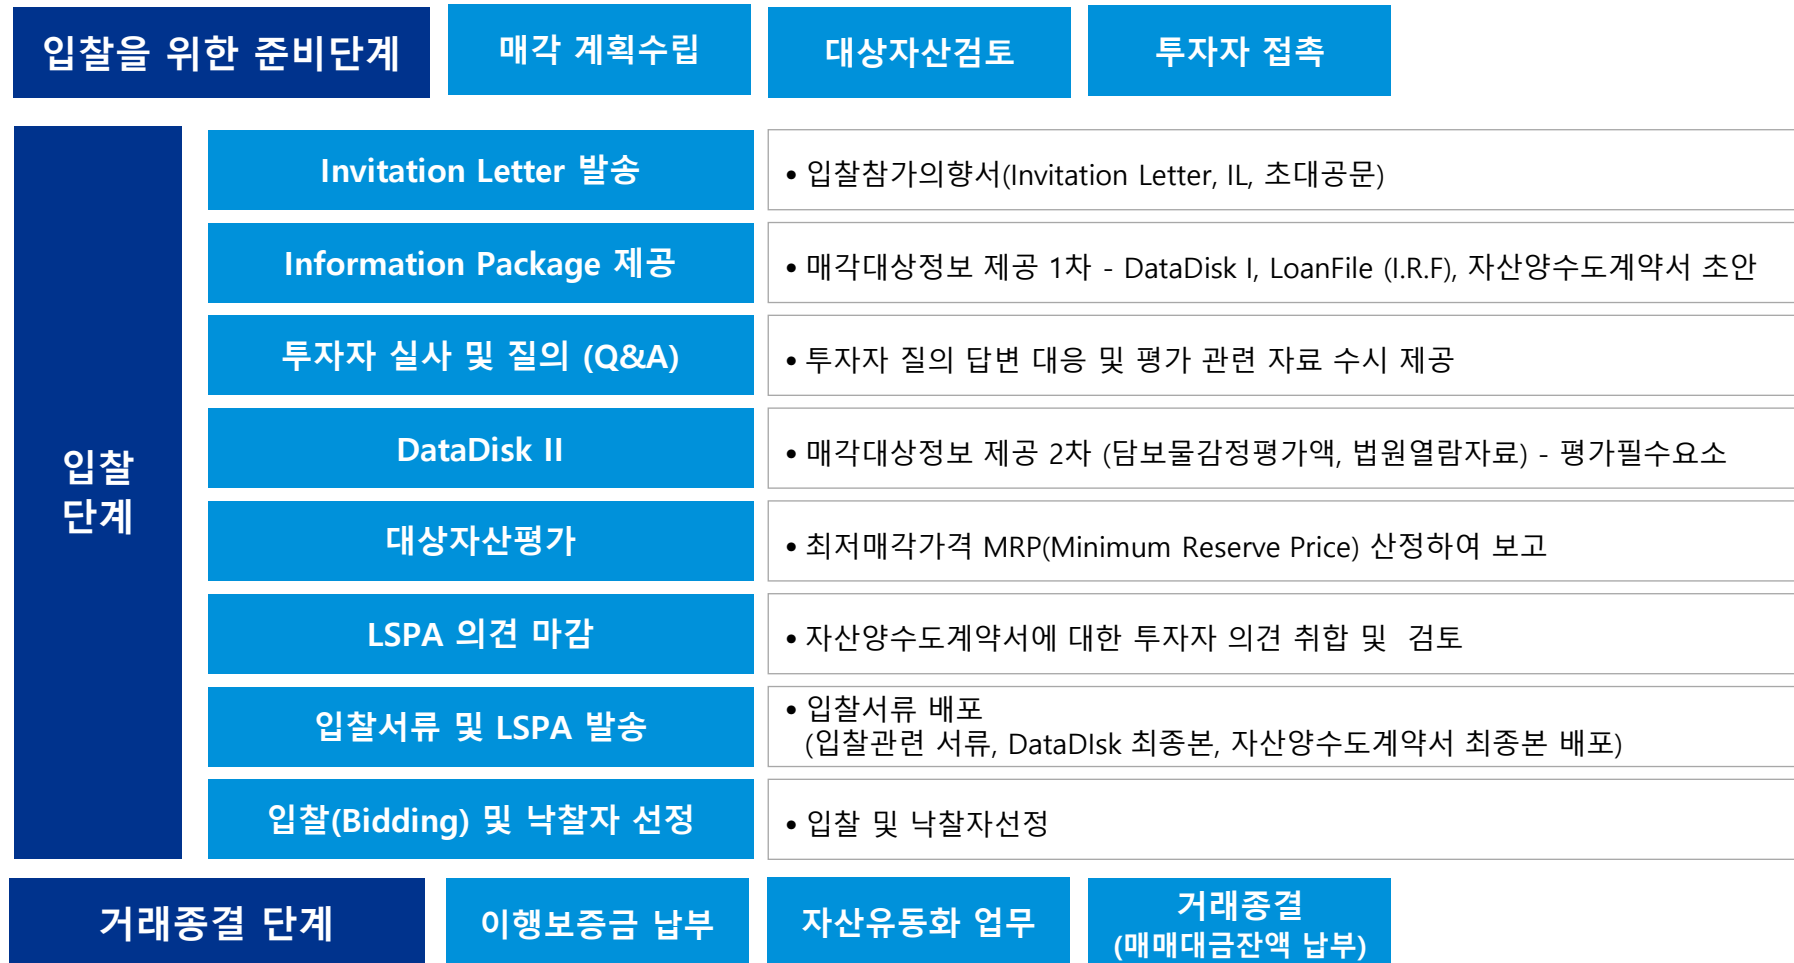 입찰을 위한 준비단계
매각 계획수립
대상자산검토
투자자 접촉
입찰
단계
Invitation Letter 발송
• 입찰참가의향서(Invitation Letter, IL, 초대공문)
Information Package 제공
• 매각대상정보 제공 1차 - DataDisk I, LoanFile (I.R.F), 자산양수도계약서 초안
투자자 실사 및 질의 (Q&A)
• 투자자 질의 답변 대응 및 평가 관련 자료 수시 제공
DataDisk II
• 매각대상정보 제공 2차 (담보물감정평가액, 법원열람자료) - 평가필수요소
대상자산평가
• 최저매각가격 MRP(Minimum Reserve Price) 산정하여 보고
LSPA 의견 마감
• 자산양수도계약서에 대한 투자자 의견 취합 및  검토
입찰서류 및 LSPA 발송
• 입찰서류 배포
(입찰관련 서류, DataDIsk 최종본, 자산양수도계약서 최종본 배포)
입찰(Bidding) 및 낙찰자 선정
• 입찰 및 낙찰자선정
거래종결 단계
이행보증금 납부
자산유동화 업무
거래종결
(매매대금잔액 납부)